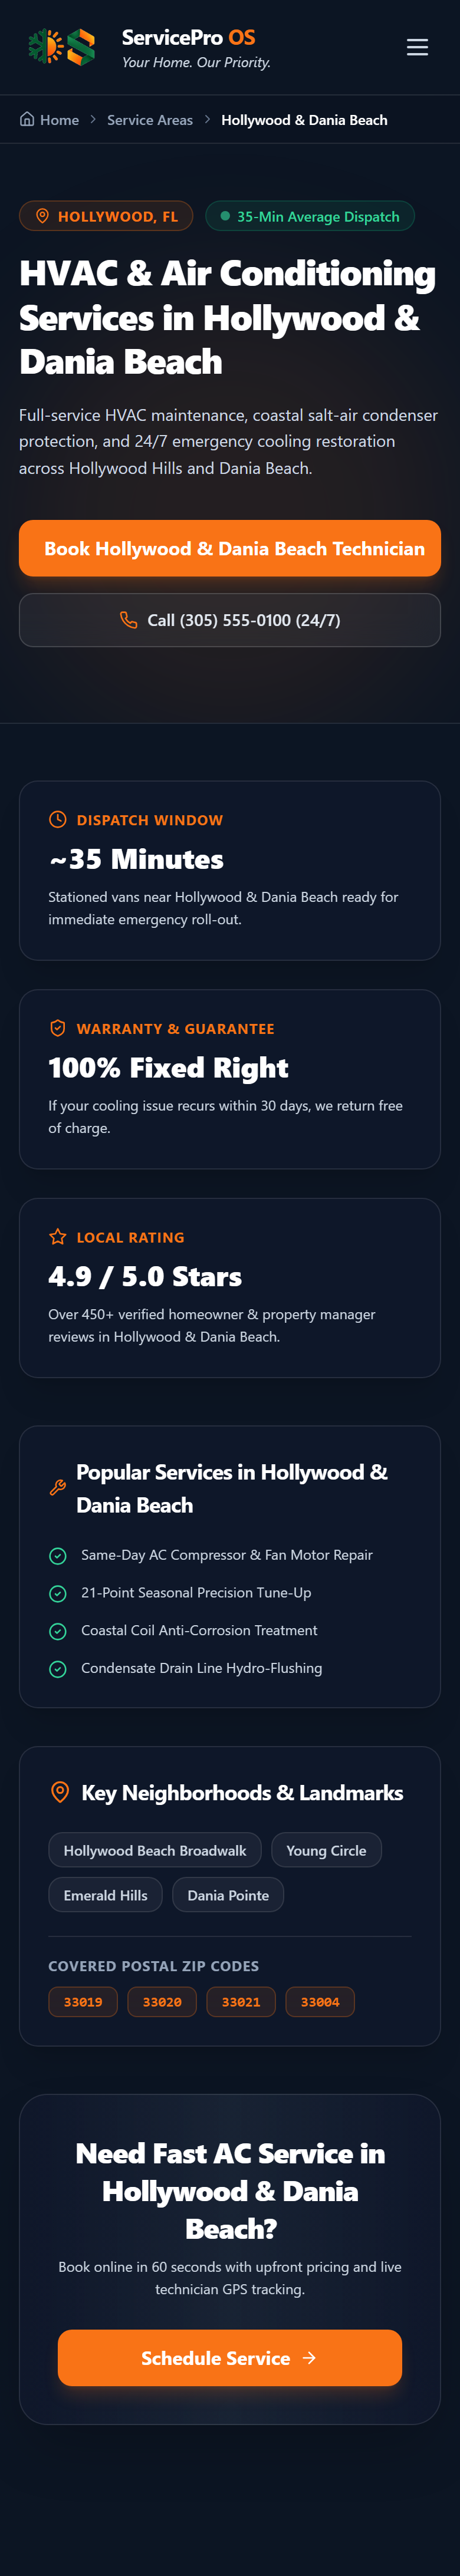 ServicePro OS
Your Home. Our Priority.
Home > Service Areas > Hollywood & Dania Beach
HOLLYWOOD, FL
35-Min Average Dispatch
HVAC & Air Conditioning
Services in Hollywood &
Dania Beach
Full-service HVAC maintenance, coastal salt-air condenser
protection, and 24/7 emergency cooling restoration
across Hollywood Hills and Dania Beach.
Book Hollywood & Dania Beach Technician
Call (305) 555-0100 (24/7)
DISPATCH WINDOW
~35 Minutes
Stationed vans near Hollywood & Dania Beach ready for
immediate emergency roll-out.
WARRANTY & GUARANTEE
100% Fixed Right
If your cooling issue recurs within 30 days, we return free
of charge.
LOCAL RATING
4.9 / 5.0 Stars
Over 450+ verified homeowner & property manager
reviews in Hollywood & Dania Beach.
Popular Services in Hollywood &
Dania Beach
Same-Day AC Compressor & Fan Motor Repair
21-Point Seasonal Precision Tune-Up
Coastal Coil Anti-Corrosion Treatment
Condensate Drain Line Hydro-Flushing
Key Neighborhoods & Landmarks
Hollywood Beach Broadwalk
Young Circle
Emerald Hills
Dania Pointe
COVERED POSTAL ZIP CODES
33019
33020
33021
33004
Need Fast AC Service in
Hollywood & Dania
Beach?
Book online in 60 seconds with upfront pricing and live
technician GPS tracking.
Schedule Service →